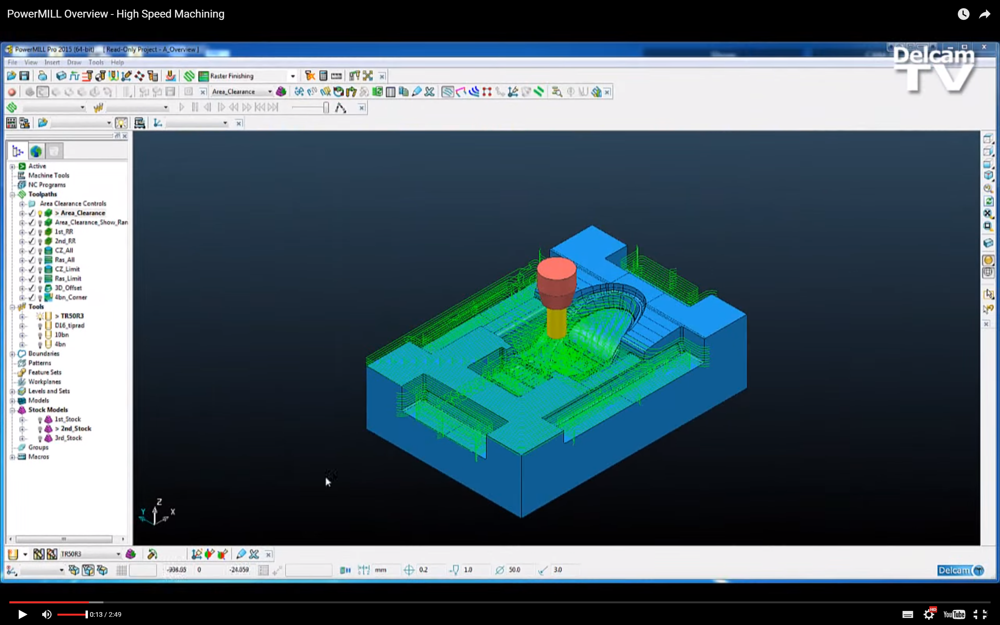 PowerMILL Overview - High Speed Machining
PowerMILL Pro 2015 (64-bit) [ Read-Only Project - A_Overview ]
Delcam
TV
File View Insert Draw Tools Help
Raster Finishing
Area_Clearance
Active
Machine Tools
NC Programs
Toolpaths
Area Clearance Controls
> Area_Clearance
Area_Clearance_Show_Ran
1st_RR
2nd_RR
CZ_All
Ras_All
CZ_Limit
Ras_Limit
3D_Offset
4bn_Corner
Tools
> TR50R3
D16_tiprad
10bn
4bn
Boundaries
Patterns
Feature Sets
Workplanes
Levels and Sets
Models
Stock Models
1st_Stock
> 2nd_Stock
3rd_Stock
Groups
Macros
Z
Y X
TR50R3
-908.05 0 -24.059 mm 0.2 1.0 50.0 3.0
Delcam
0:13 / 2:49
HD
YouTube